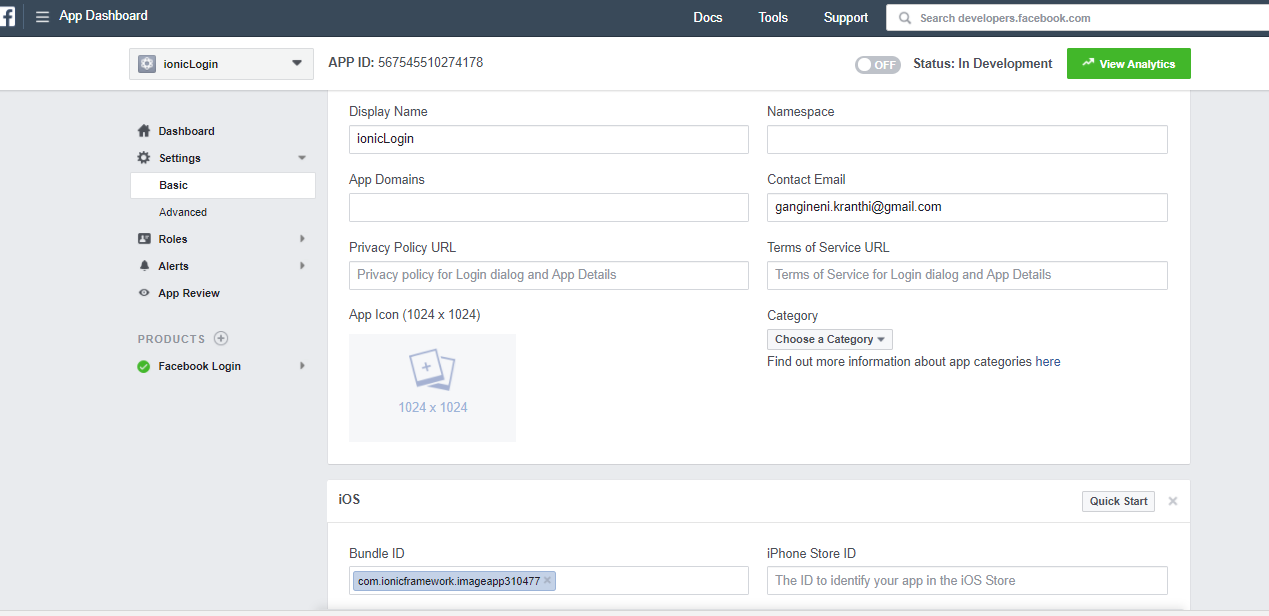 App Dashboard
Docs
Tools
Support
Search developers.facebook.com
ionicLogin
APP ID: 567545510274178
OFF
Status: In Development
View Analytics
Dashboard
Settings
Basic
Advanced
Roles
Alerts
App Review
PRODUCTS
Facebook Login
Display Name
Namespace
ionicLogin
App Domains
Contact Email
gangineni.kranthi@gmail.com
Privacy Policy URL
Terms of Service URL
Privacy policy for Login dialog and App Details
Terms of Service for Login dialog and App Details
App Icon (1024 x 1024)
Category
Choose a Category
Find out more information about app categories here
1024 x 1024
iOS
Quick Start
Bundle ID
iPhone Store ID
com.ionicframework.imageapp310477
The ID to identify your app in the iOS Store